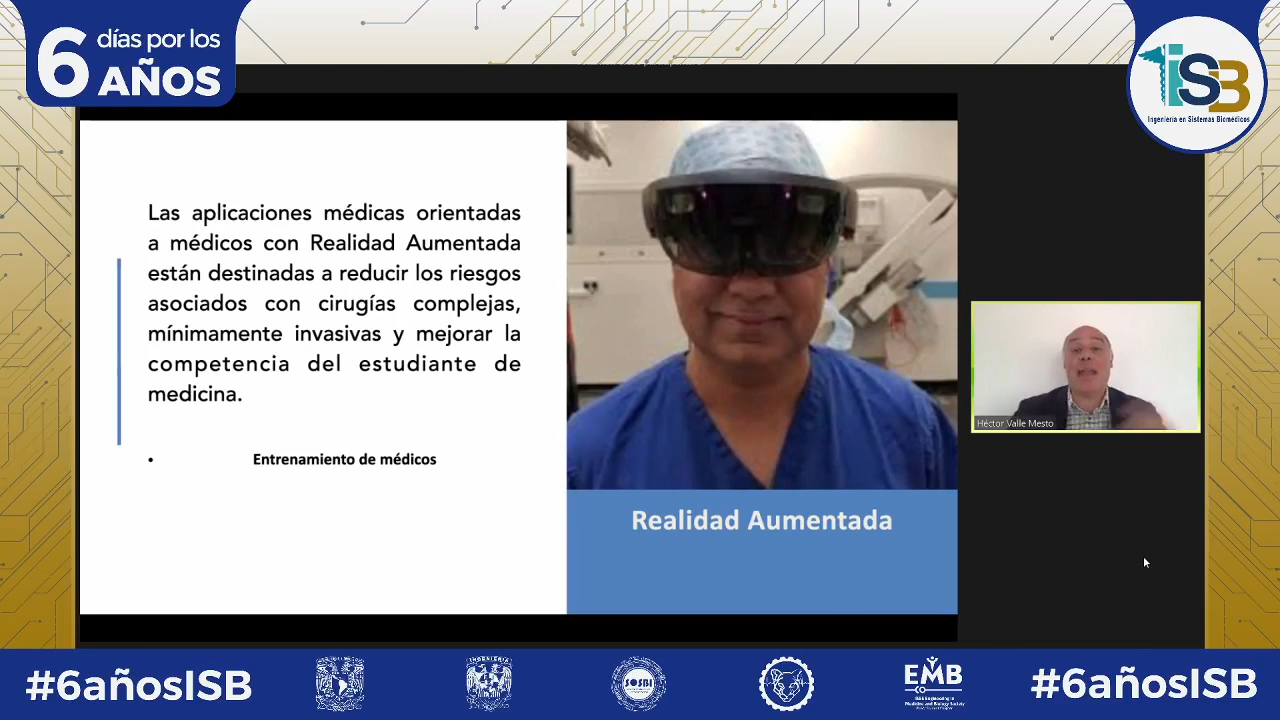 6 días por los
AÑOS
iSB
Ingeniería en Sistemas Biomédicos
Las aplicaciones médicas orientadas
a médicos con Realidad Aumentada
están destinadas a reducir los riesgos
asociados con cirugías complejas,
mínimamente invasivas y mejorar la
competencia del estudiante de
medicina.
• Entrenamiento de médicos
Realidad Aumentada
Héctor Valle Mesto
#6añosISB
INGENIERIA
SOSBI
EMB
#6añosISB